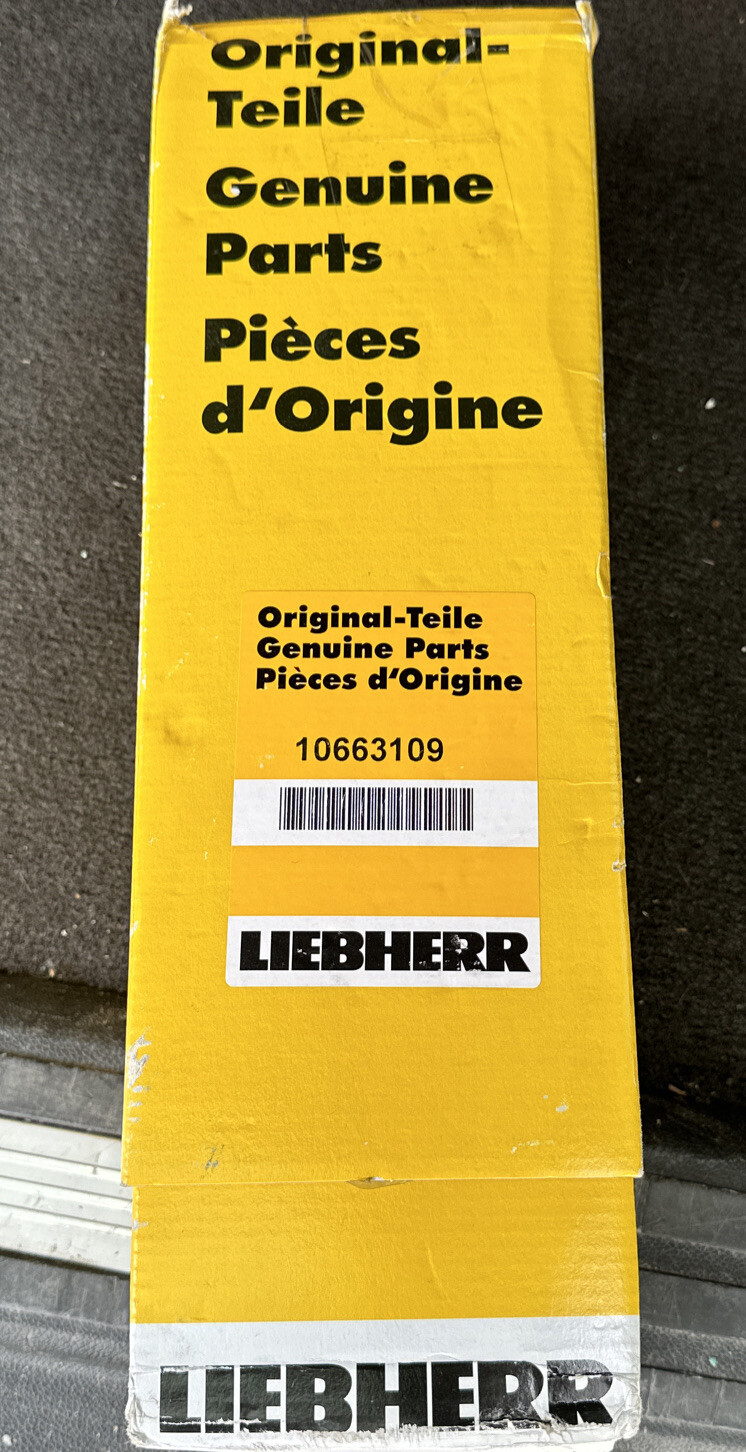 Original-
Teile
Genuine
Parts
Pièces
d'Origine
Original-Teile
Genuine Parts
Pièces d'Origine
10663109
LIEBHERR
LIEBHERR